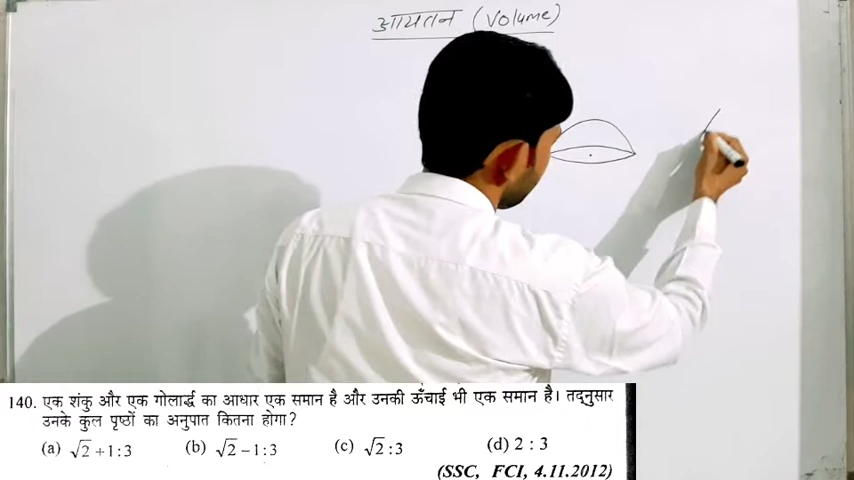 आयतन (Volume)
140. एक शंकु और एक गोलार्द्ध का आधार एक समान है और उनकी ऊँचाई भी एक समान है। तद्नुसार
उनके कुल पृष्ठों का अनुपात कितना होगा?
(a) √2 +1:3 (b) √2 −1:3 (c) √2 :3 (d) 2 : 3
(SSC, FCI, 4.11.2012)